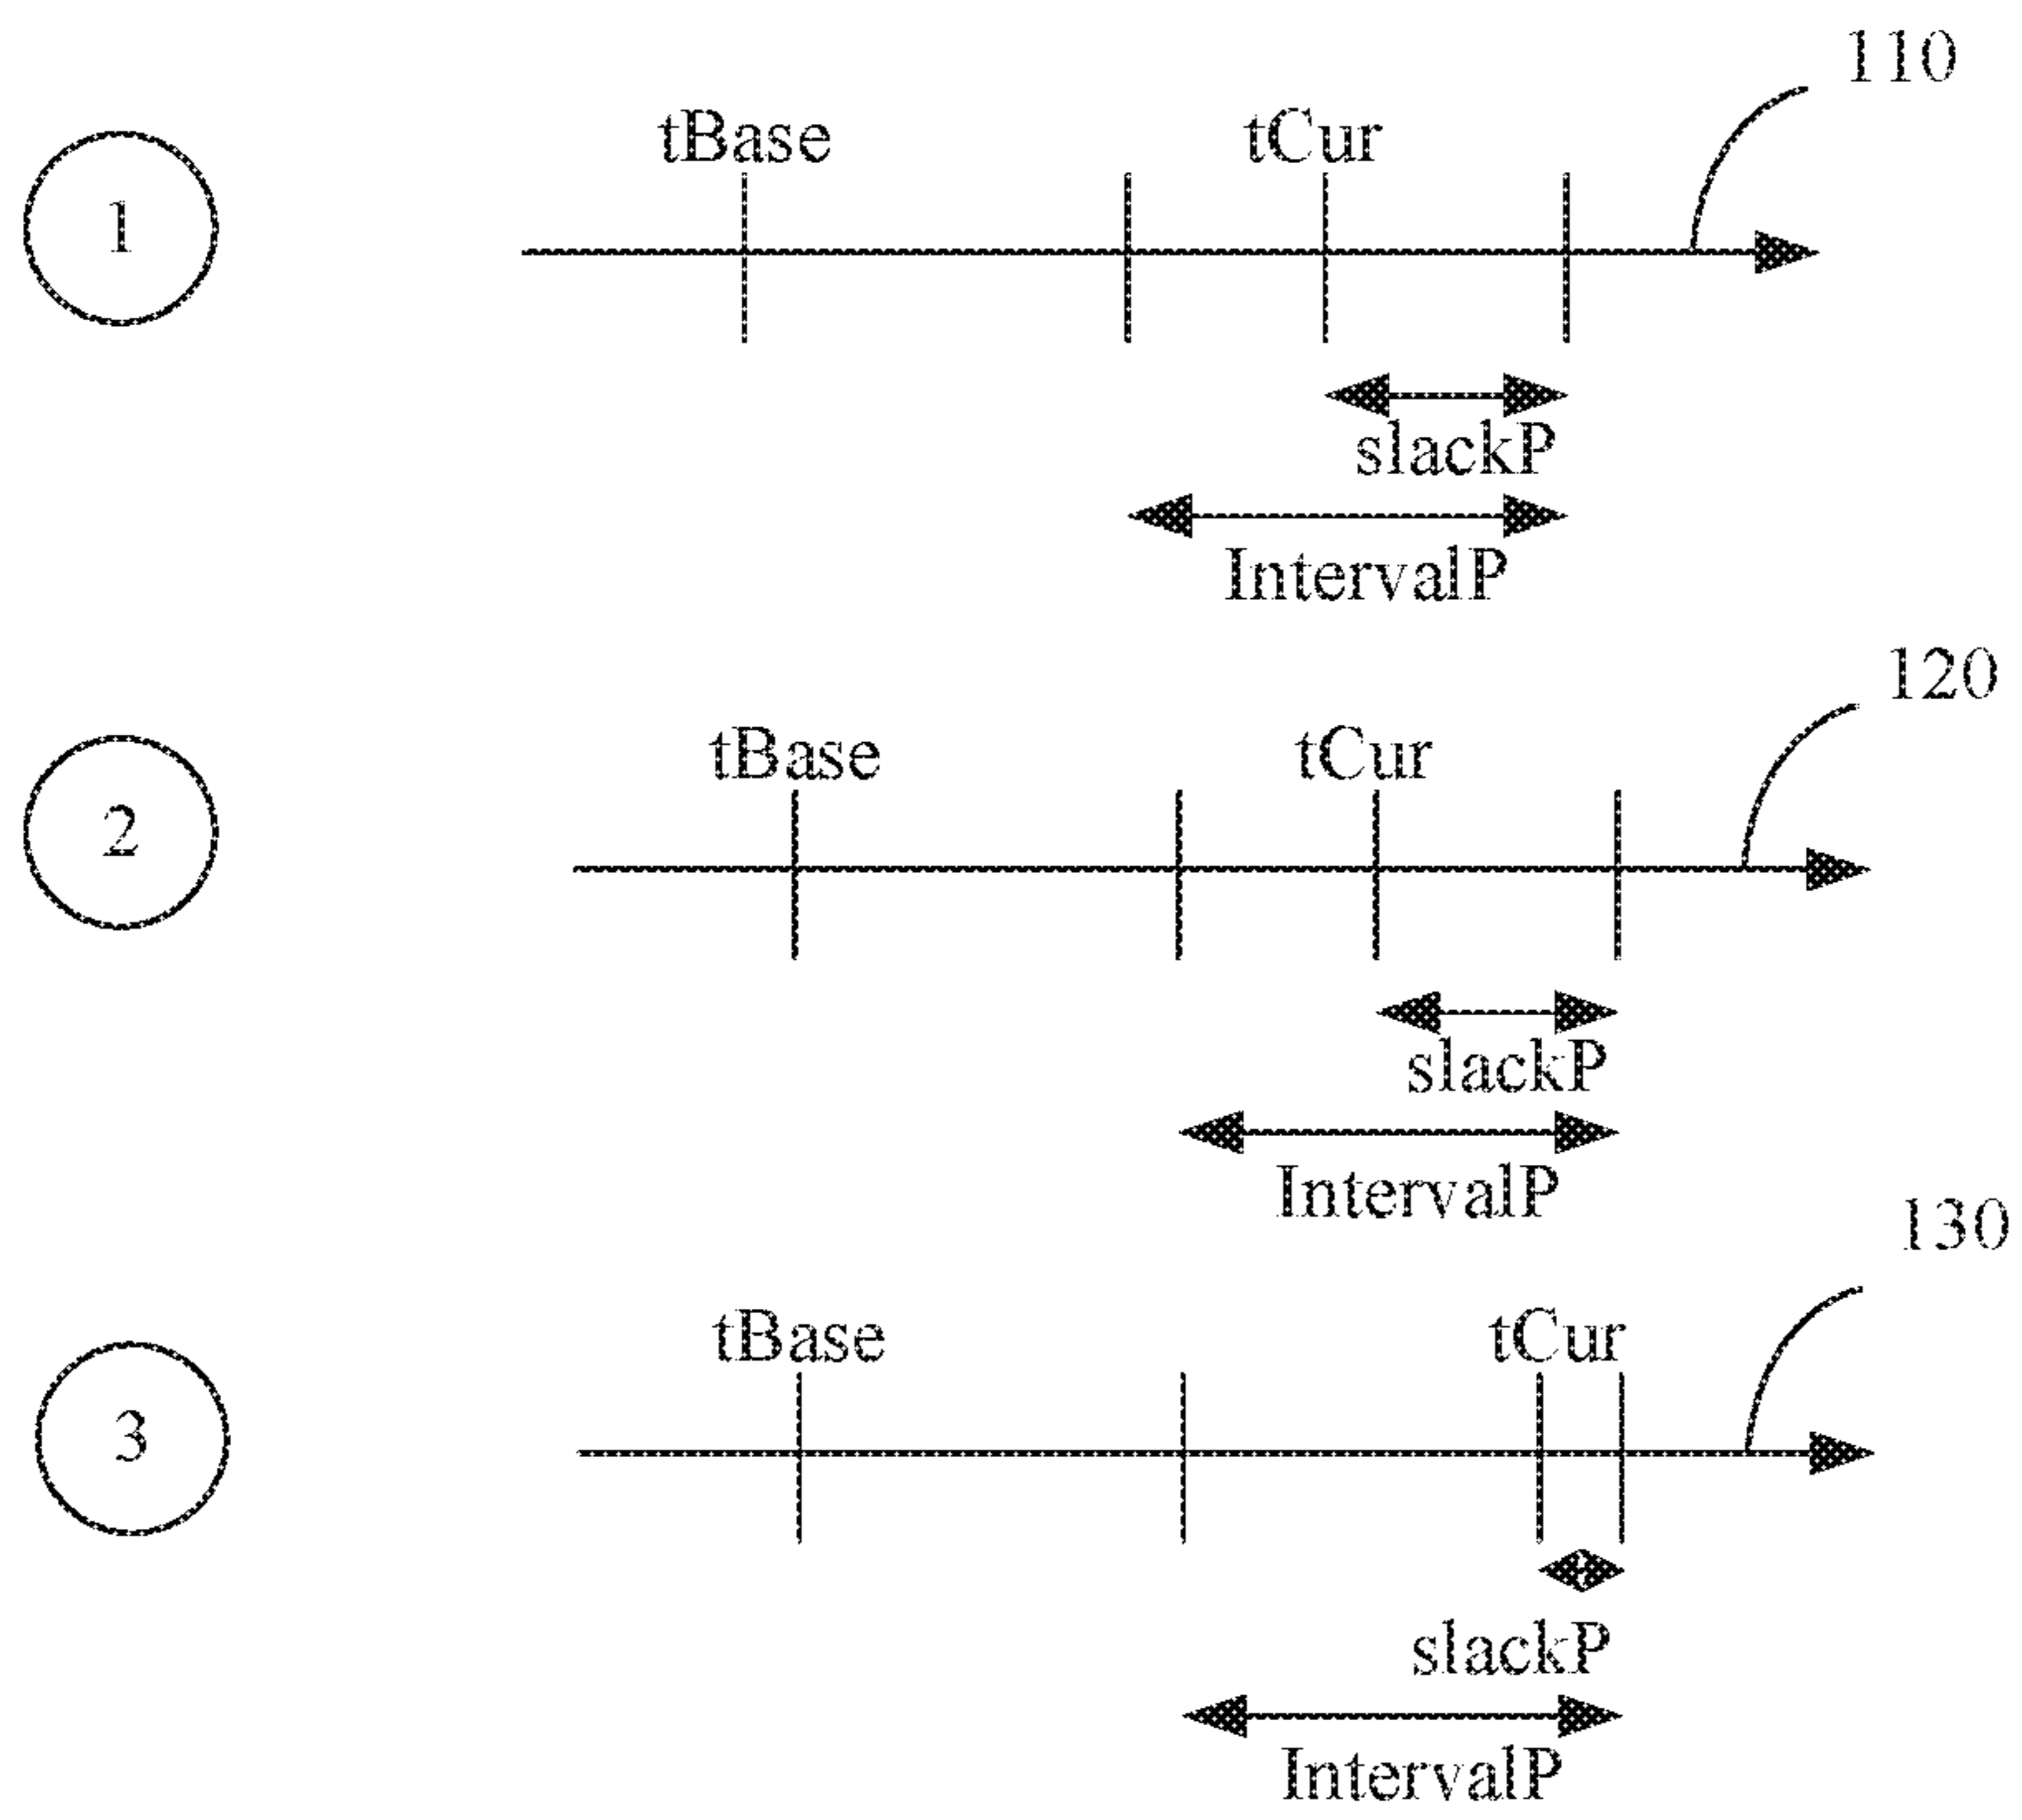 110
tBase
tCur
1
slackP
IntervalP
120
tBase
tCur
2
slackP
IntervalP
130
tBase
tCur
3
slackP
IntervalP